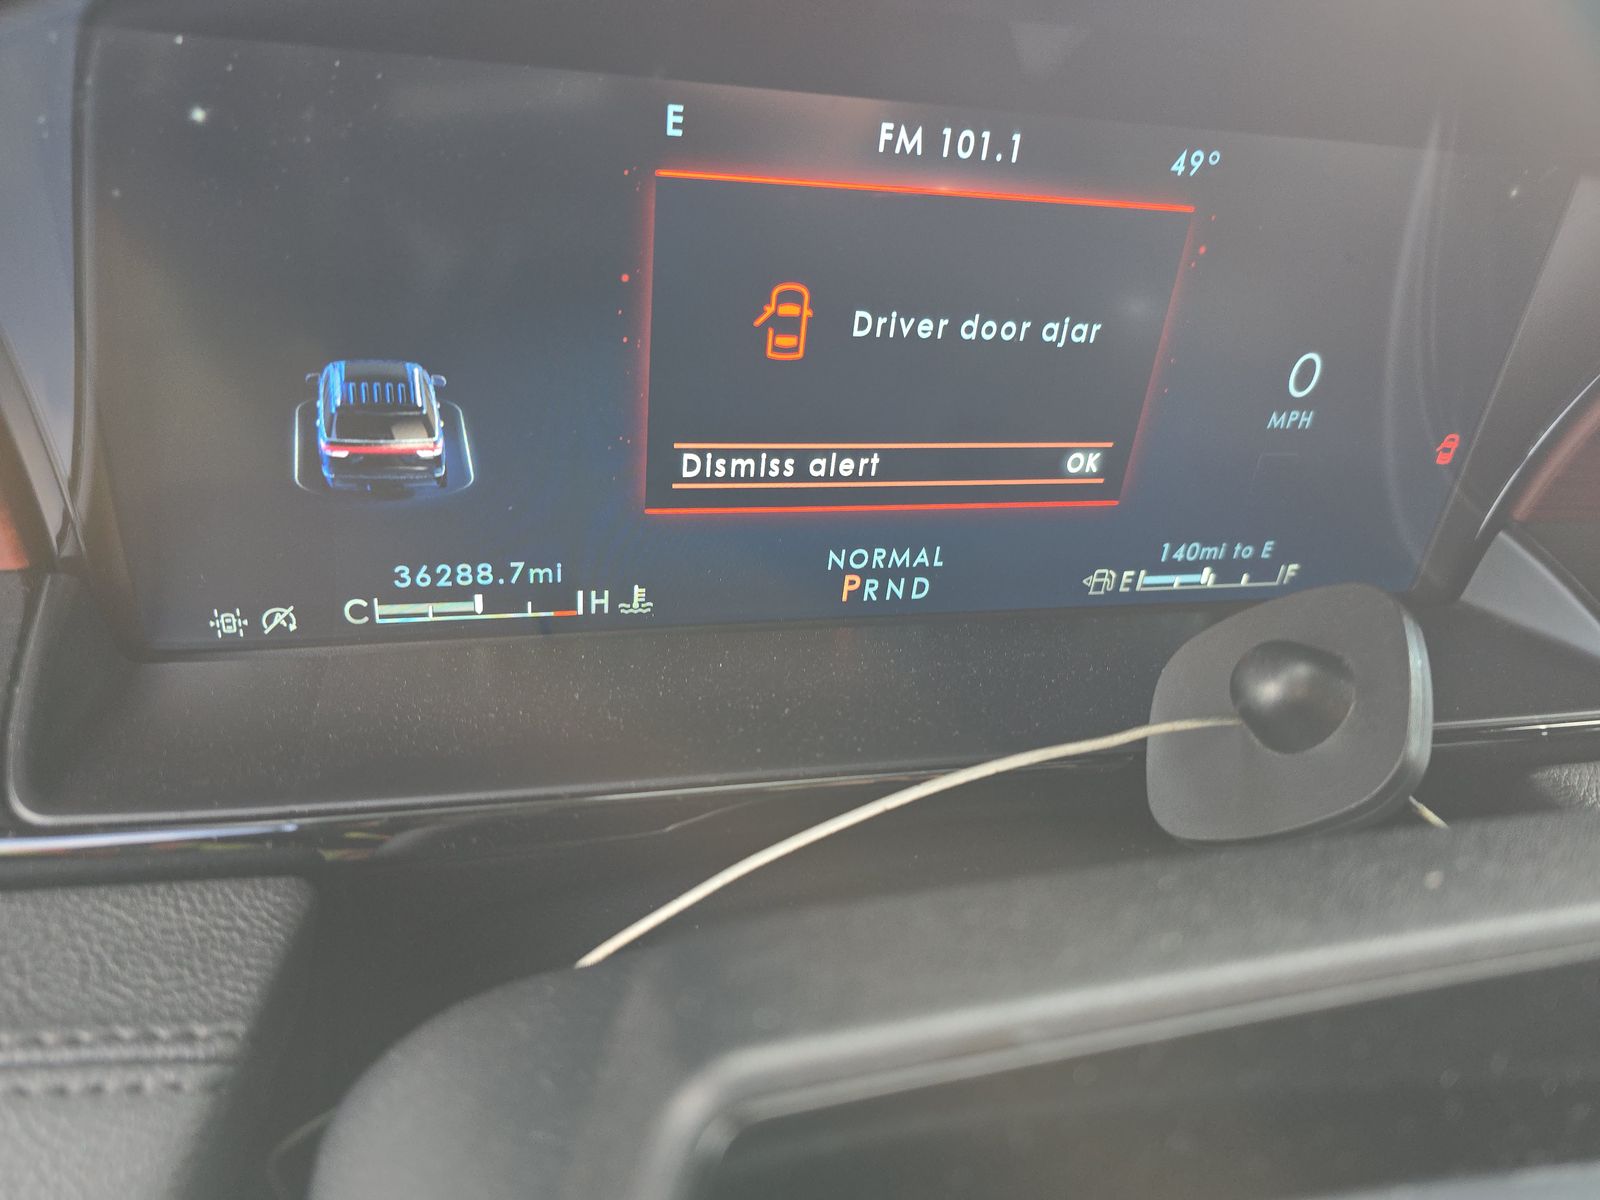 E
FM 101.1
49°
Driver door ajar
0
MPH
Dismiss alert OK
36288.7mi
NORMAL
PRND
140mi to E
C H
E F